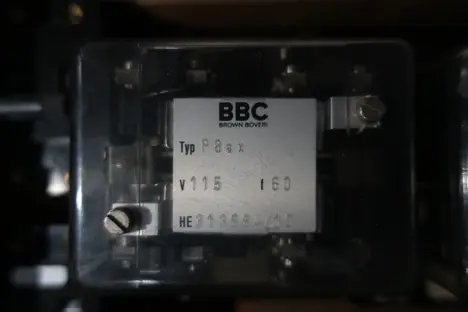 BBC
BROWN BOVERI
Typ
V 115 f 60
HE